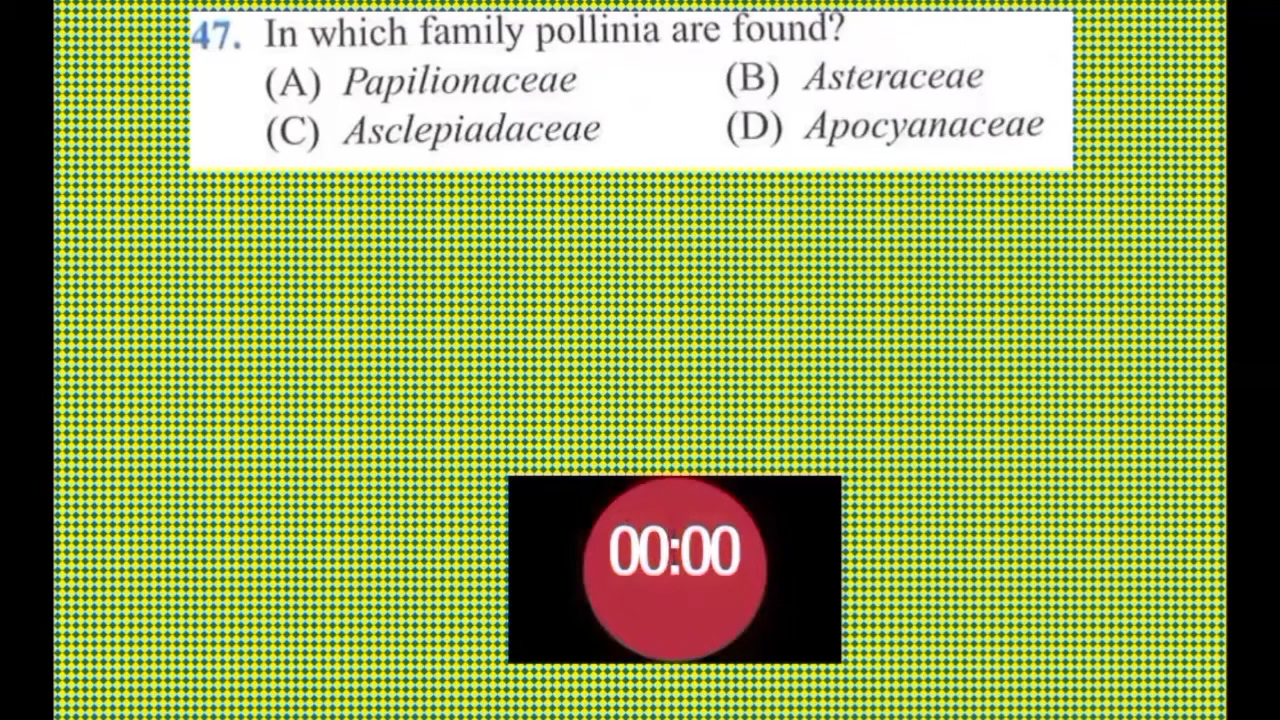 47. In which family pollinia are found?
(A) Papilionaceae (B) Asteraceae
(C) Asclepiadaceae (D) Apocyanaceae
00:00